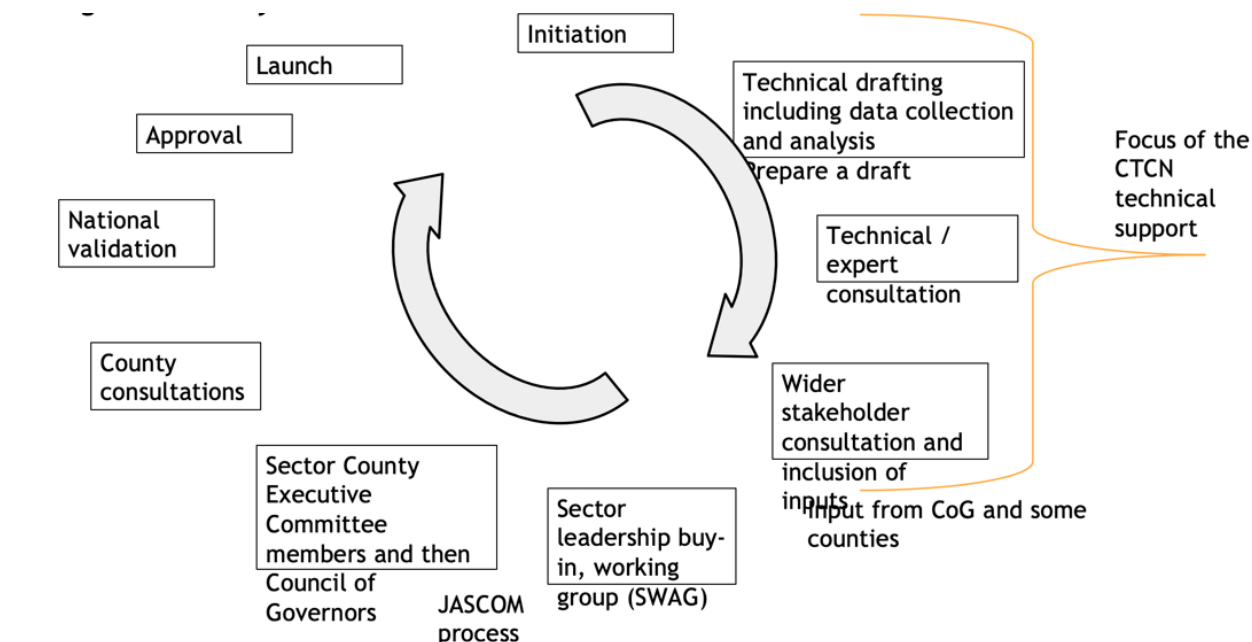 Initiation
Launch
Technical drafting
including data collection
and analysis
Prepare a draft
Approval
Focus of the
CTCN
technical
support
National
validation
Technical /
expert
consultation
County
consultations
Wider
stakeholder
consultation and
inclusion of
inputs
Input from CoG and some
counties
Sector County
Executive
Committee
members and then
Council of
Governors
Sector
leadership buy-
in, working
group (SWAG)
JASCOM
process